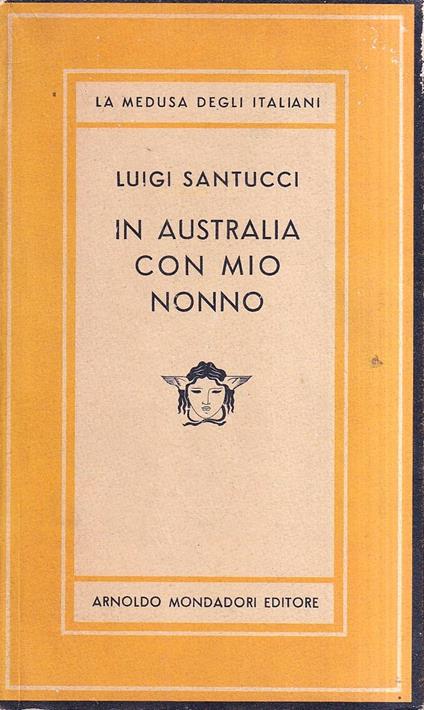 LA MEDUSA DEGLI ITALIANI
LUIGI SANTUCCI
IN AUSTRALIA
CON MIO
NONNO
ARNOLDO MONDADORI EDITORE